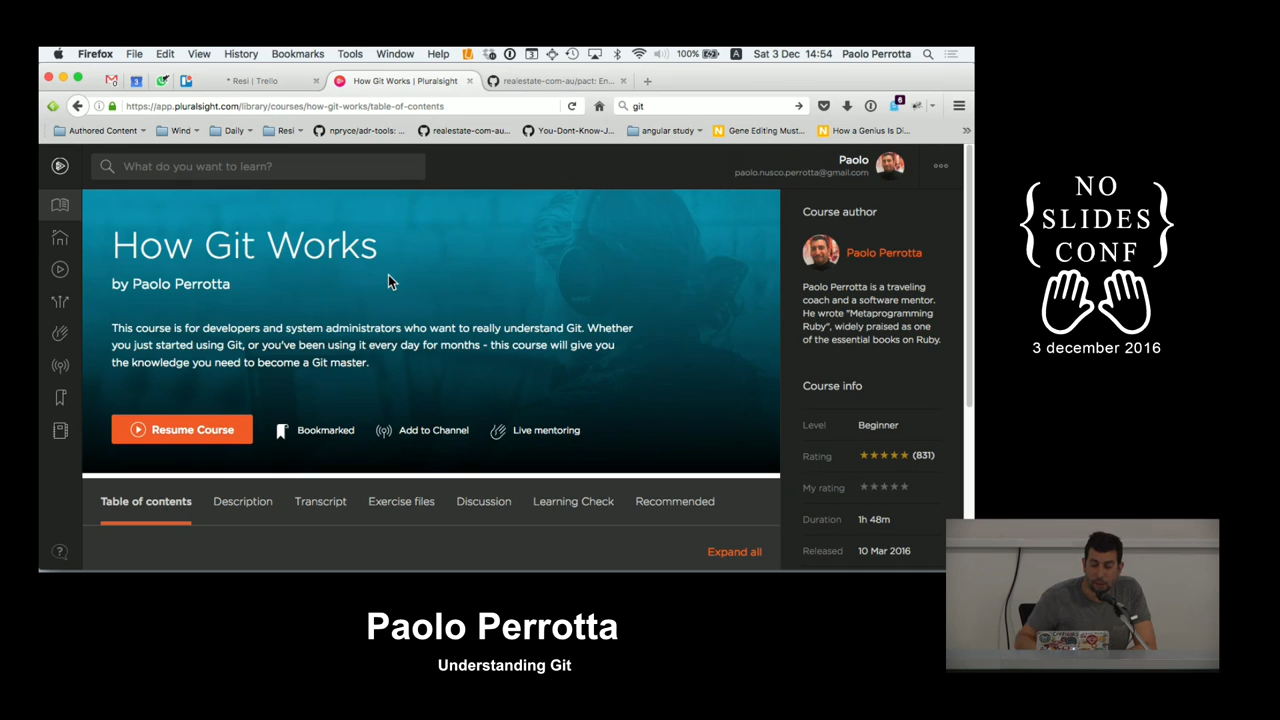 Firefox File Edit View History Bookmarks Tools Window Help 100% A Sat 3 Dec 14:54 Paolo Perrotta
* Resi | Trello
How Git Works | Pluralsight
realestate-com-au/pact: En...
https://app.pluralsight.com/library/courses/how-git-works/table-of-contents
git
6
Authored Content Wind Daily Resi npryce/adr-tools: ... realestate-com-au... You-Dont-Know-J... angular study Gene Editing Must... How a Genius Is Di...
What do you want to learn?
Paolo
paolo.nusco.perrotta@gmail.com
How Git Works
by Paolo Perrotta
This course is for developers and system administrators who want to really understand Git. Whether
you just started using Git, or you've been using it every day for months - this course will give you
the knowledge you need to become a Git master.
Resume Course
Bookmarked
Add to Channel
Live mentoring
Table of contents Description Transcript Exercise files Discussion Learning Check Recommended
Expand all
Course author
Paolo Perrotta
Paolo Perrotta is a traveling
coach and a software mentor.
He wrote "Metaprogramming
Ruby", widely praised as one
of the essential books on Ruby.
Course info
Level Beginner
Rating (831)
My rating
Duration 1h 48m
Released 10 Mar 2016
NO
SLIDES
CONF
3 december 2016
Paolo Perrotta
Understanding Git